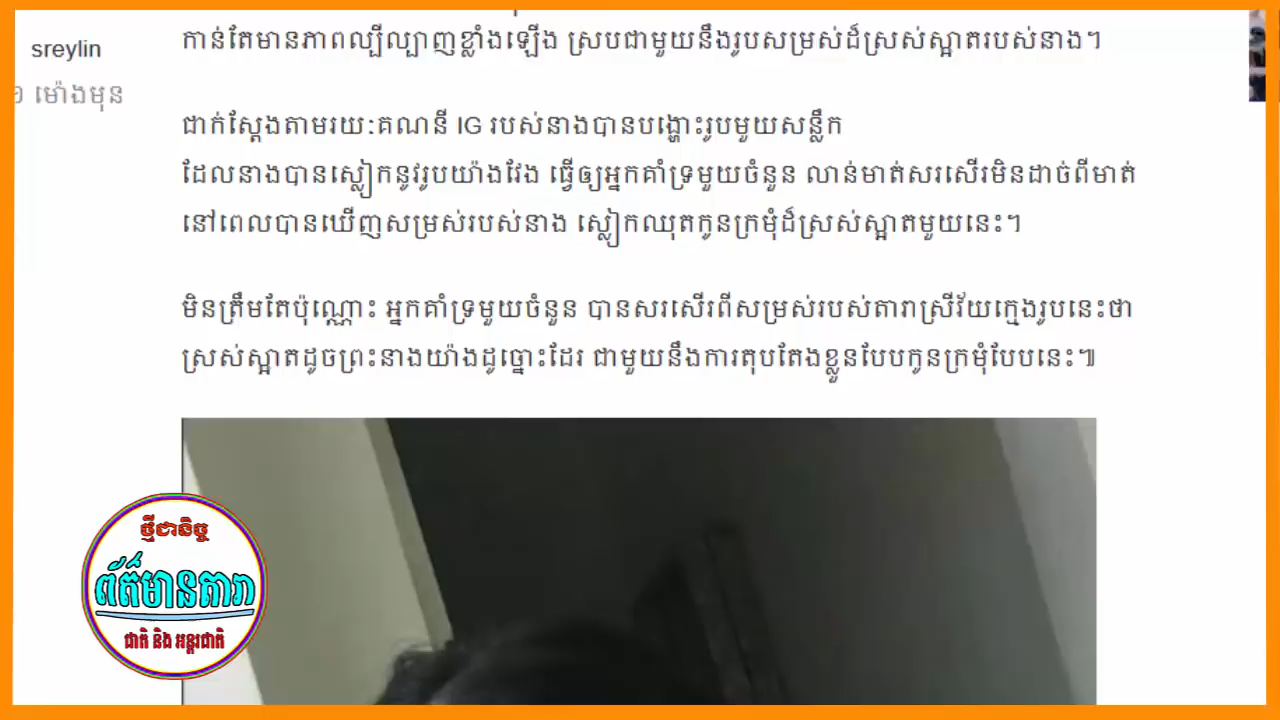 កាន់តែមានភាពល្បីល្បាញខ្លាំងឡើង ស្របជាមួយនឹងរូបសម្រស់ដ៏ស្រស់ស្អាតរបស់នាង។
sreylin
ម៉ោងមុន
ជាក់ស្ដែងតាមរយៈគណនី IG របស់នាងបានបង្ហោះរូបមួយសន្លឹក
ដែលនាងបានស្លៀកនូវរូបយ៉ាងវែង ធ្វើឲ្យអ្នកគាំទ្រមួយចំនួន លាន់មាត់សរសើរមិនដាច់ពីមាត់
នៅពេលបានឃើញសម្រស់របស់នាង ស្លៀកឈុតកូនក្រមុំដ៏ស្រស់ស្អាតមួយនេះ។
មិនត្រឹមតែប៉ុណ្ណោះ អ្នកគាំទ្រមួយចំនួន បានសរសើរពីសម្រស់របស់តារាស្រីវ័យក្មេងរូបនេះថា
ស្រស់ស្អាតដូចព្រះនាងយ៉ាងដូច្នោះដែរ ជាមួយនឹងការតុបតែងខ្លួនបែបកូនក្រមុំបែបនេះ៕
ថ្មីជានិច្ច
ព័ត៌មានតារា
ជាតិ និង អន្តរជាតិ